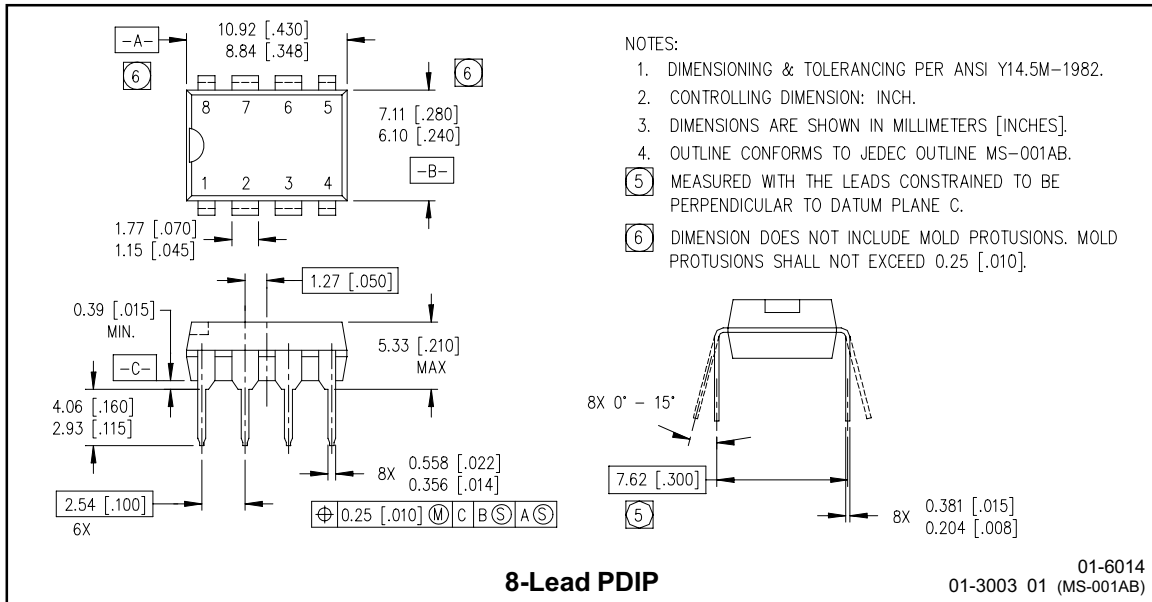 -A-
10.92 [.430]
8.84 [.348]
6
6
8 7 6 5
7.11 [.280]
6.10 [.240]
-B-
1 2 3 4
1.77 [.070]
1.15 [.045]
1.27 [.050]
0.39 [.015]
MIN.
5.33 [.210]
MAX
-C-
4.06 [.160]
2.93 [.115]
8X 0.558 [.022]
0.356 [.014]
2.54 [.100]
6X
⌖ 0.25 [.010] Ⓜ C B Ⓢ A Ⓢ
NOTES:
1. DIMENSIONING & TOLERANCING PER ANSI Y14.5M-1982.
2. CONTROLLING DIMENSION: INCH.
3. DIMENSIONS ARE SHOWN IN MILLIMETERS [INCHES].
4. OUTLINE CONFORMS TO JEDEC OUTLINE MS-001AB.
5 MEASURED WITH THE LEADS CONSTRAINED TO BE
PERPENDICULAR TO DATUM PLANE C.
6 DIMENSION DOES NOT INCLUDE MOLD PROTUSIONS. MOLD
PROTUSIONS SHALL NOT EXCEED 0.25 [.010].
8X 0° - 15°
7.62 [.300]
5
8X 0.381 [.015]
0.204 [.008]
8-Lead PDIP
01-6014
01-3003 01 (MS-001AB)